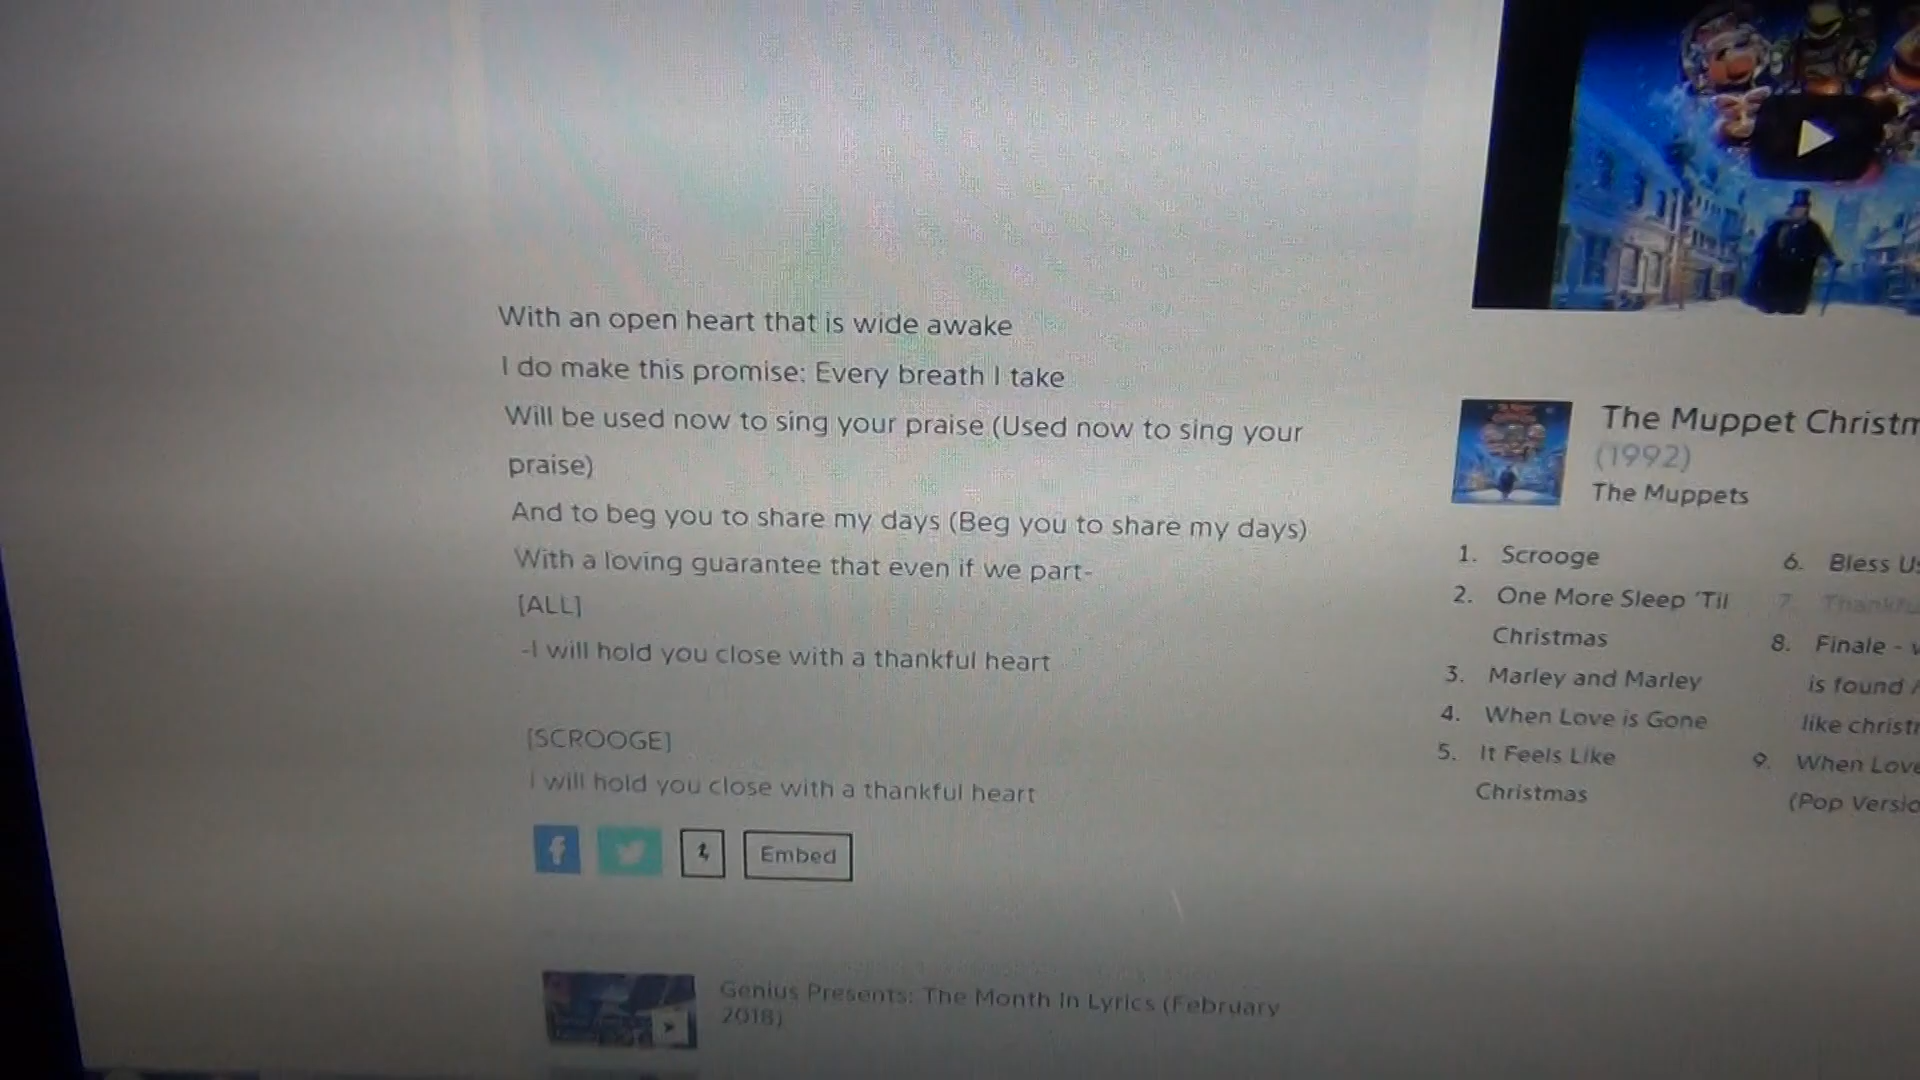 With an open heart that is wide awake
I do make this promise: Every breath I take
Will be used now to sing your praise (Used now to sing your
praise)
And to beg you to share my days (Beg you to share my days)
With a loving guarantee that even if we part-
[ALL]
-I will hold you close with a thankful heart
[SCROOGE]
I will hold you close with a thankful heart
Embed
Genius Presents: The Month In Lyrics (February
2018)
The Muppet
(1992)
The Muppets
1. Scrooge
2. One More Sleep 'Til
Christmas
3. Marley and Marley
4. When Love is Gone
5. It Feels Like
Christmas
6. Bless
7.
8. Finale -
is found
like
9. When Love
(Pop